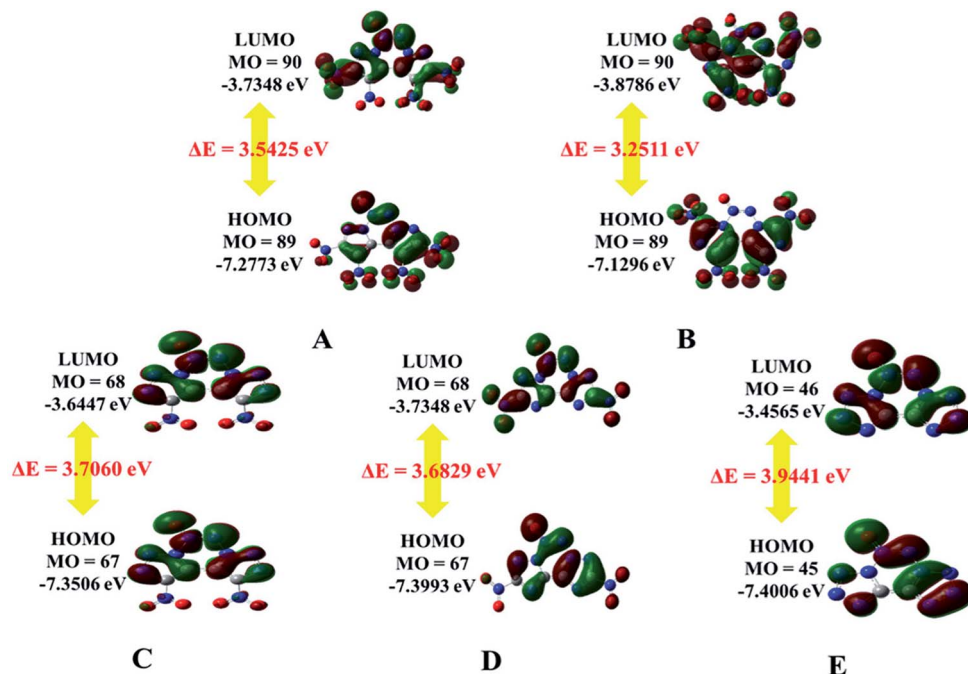 LUMO
MO = 90
-3.7348 eV
ΔE = 3.5425 eV
HOMO
MO = 89
-7.2773 eV
A
LUMO
MO = 90
-3.8786 eV
ΔE = 3.2511 eV
HOMO
MO = 89
-7.1296 eV
B
LUMO
MO = 68
-3.6447 eV
ΔE = 3.7060 eV
HOMO
MO = 67
-7.3506 eV
C
LUMO
MO = 68
-3.7348 eV
ΔE = 3.6829 eV
HOMO
MO = 67
-7.3993 eV
D
LUMO
MO = 46
-3.4565 eV
ΔE = 3.9441 eV
HOMO
MO = 45
-7.4006 eV
E